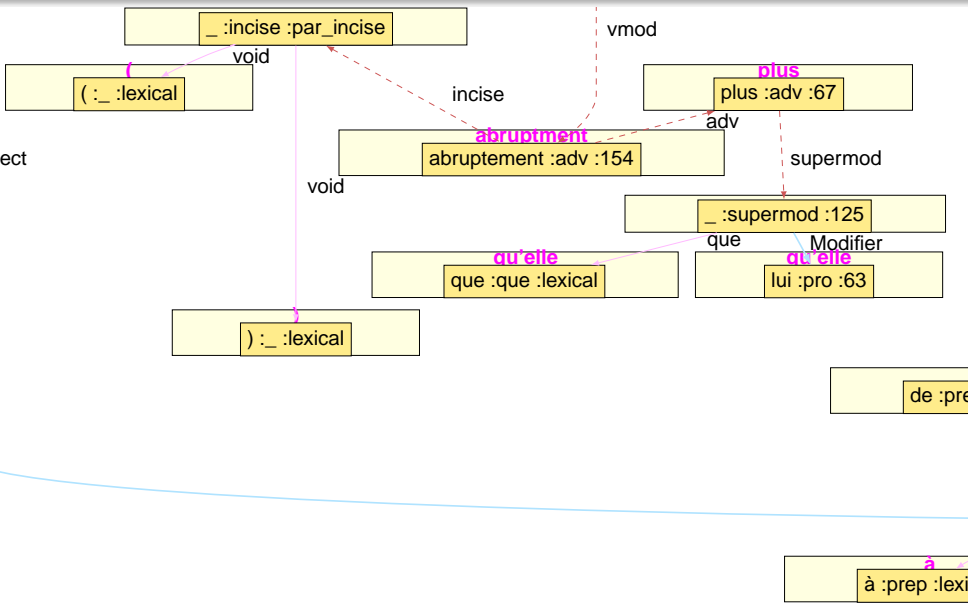 _ :incise :par_incise
vmod
void
(
( :_ :lexical
plus
plus :adv :67
incise
adv
abruptment
abruptement :adv :154
ect
supermod
void
_ :supermod :125
que
Modifier
qu'elle
que :que :lexical
qu'elle
lui :pro :63
)
) :_ :lexical
de :pre
à
à :prep :lexi